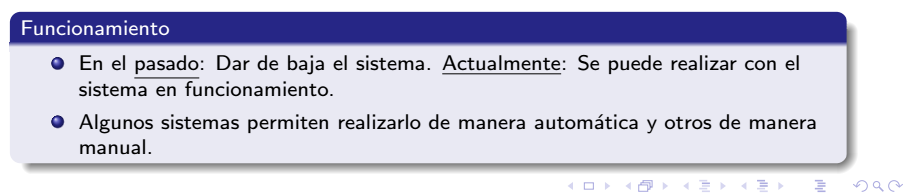 Funcionamiento
En el pasado: Dar de baja el sistema. Actualmente: Se puede realizar con el
sistema en funcionamiento.
Algunos sistemas permiten realizarlo de manera automática y otros de manera
manual.